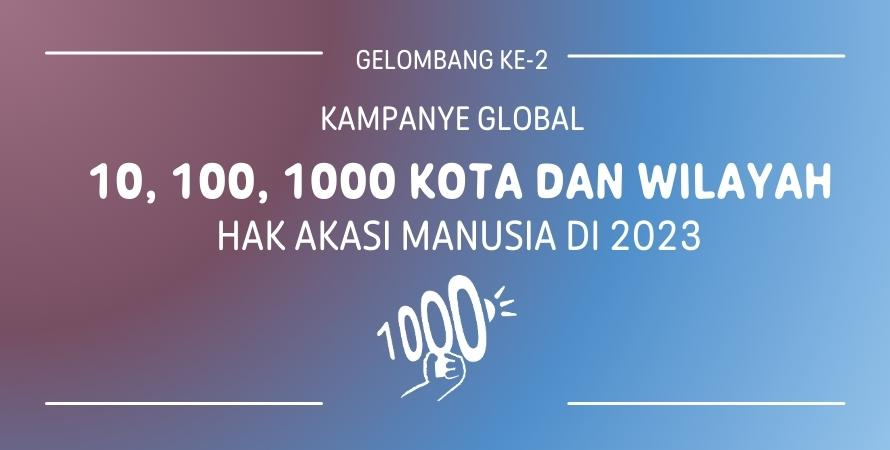 GELOMBANG KE-2
KAMPANYE GLOBAL
10, 100, 1000 KOTA DAN WILAYAH
HAK AKASI MANUSIA DI 2023
1000